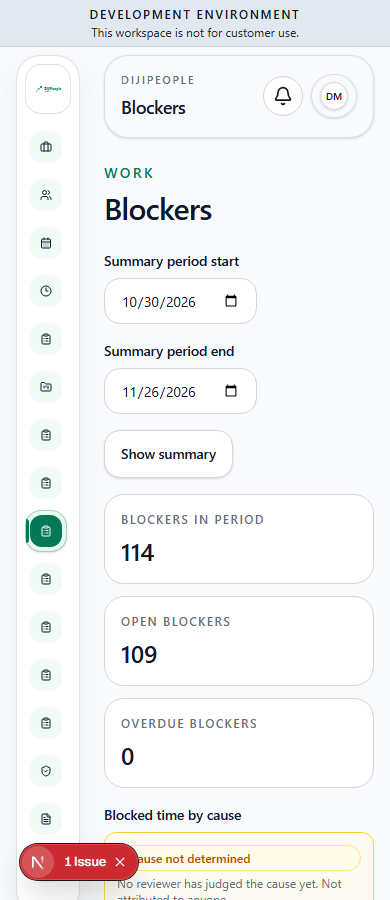 DEVELOPMENT ENVIRONMENT
This workspace is not for customer use.
DIJIPEOPLE
Blockers
DM
WORK
Blockers
Summary period start
10/30/2026
Summary period end
11/26/2026
Show summary
BLOCKERS IN PERIOD
114
OPEN BLOCKERS
109
OVERDUE BLOCKERS
0
Blocked time by cause
not determined
No reviewer has judged the cause yet. Not
attributed to anyone
N
1 Issue